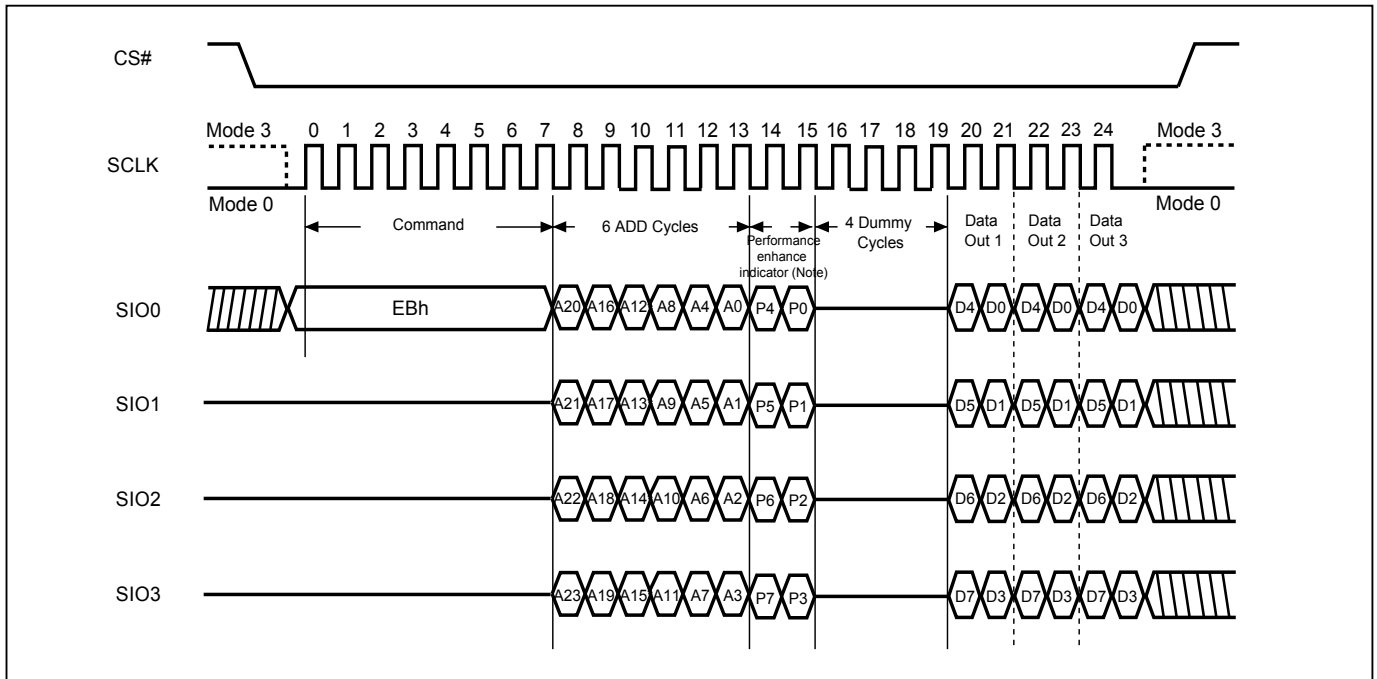 CS#
Mode 3 0 1 2 3 4 5 6 7 8 9 10 11 12 13 14 15 16 17 18 19 20 21 22 23 24 Mode 3
SCLK
Mode 0 Mode 0
Command 6 ADD Cycles Performance enhance indicator (Note) 4 Dummy Cycles Data Out 1 Data Out 2 Data Out 3
SIO0 EBh A20 A16 A12 A8 A4 A0 P4 P0 D4 D0 D4 D0 D4 D0
SIO1 A21 A17 A13 A9 A5 A1 P5 P1 D5 D1 D5 D1 D5 D1
SIO2 A22 A18 A14 A10 A6 A2 P6 P2 D6 D2 D6 D2 D6 D2
SIO3 A23 A19 A15 A11 A7 A3 P7 P3 D7 D3 D7 D3 D7 D3